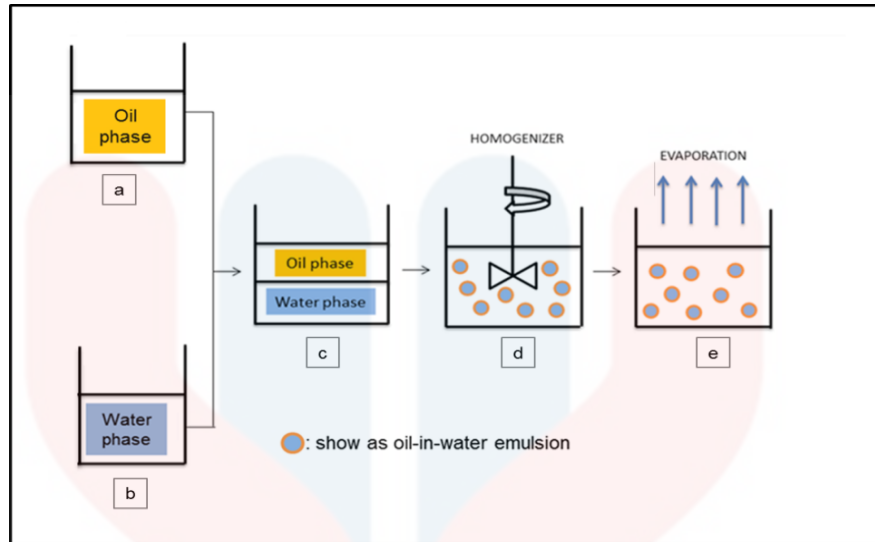 Oil
phase
a
Water
phase
b
Oil phase
Water phase
c
HOMOGENIZER
d
EVAPORATION
e
: show as oil-in-water emulsion